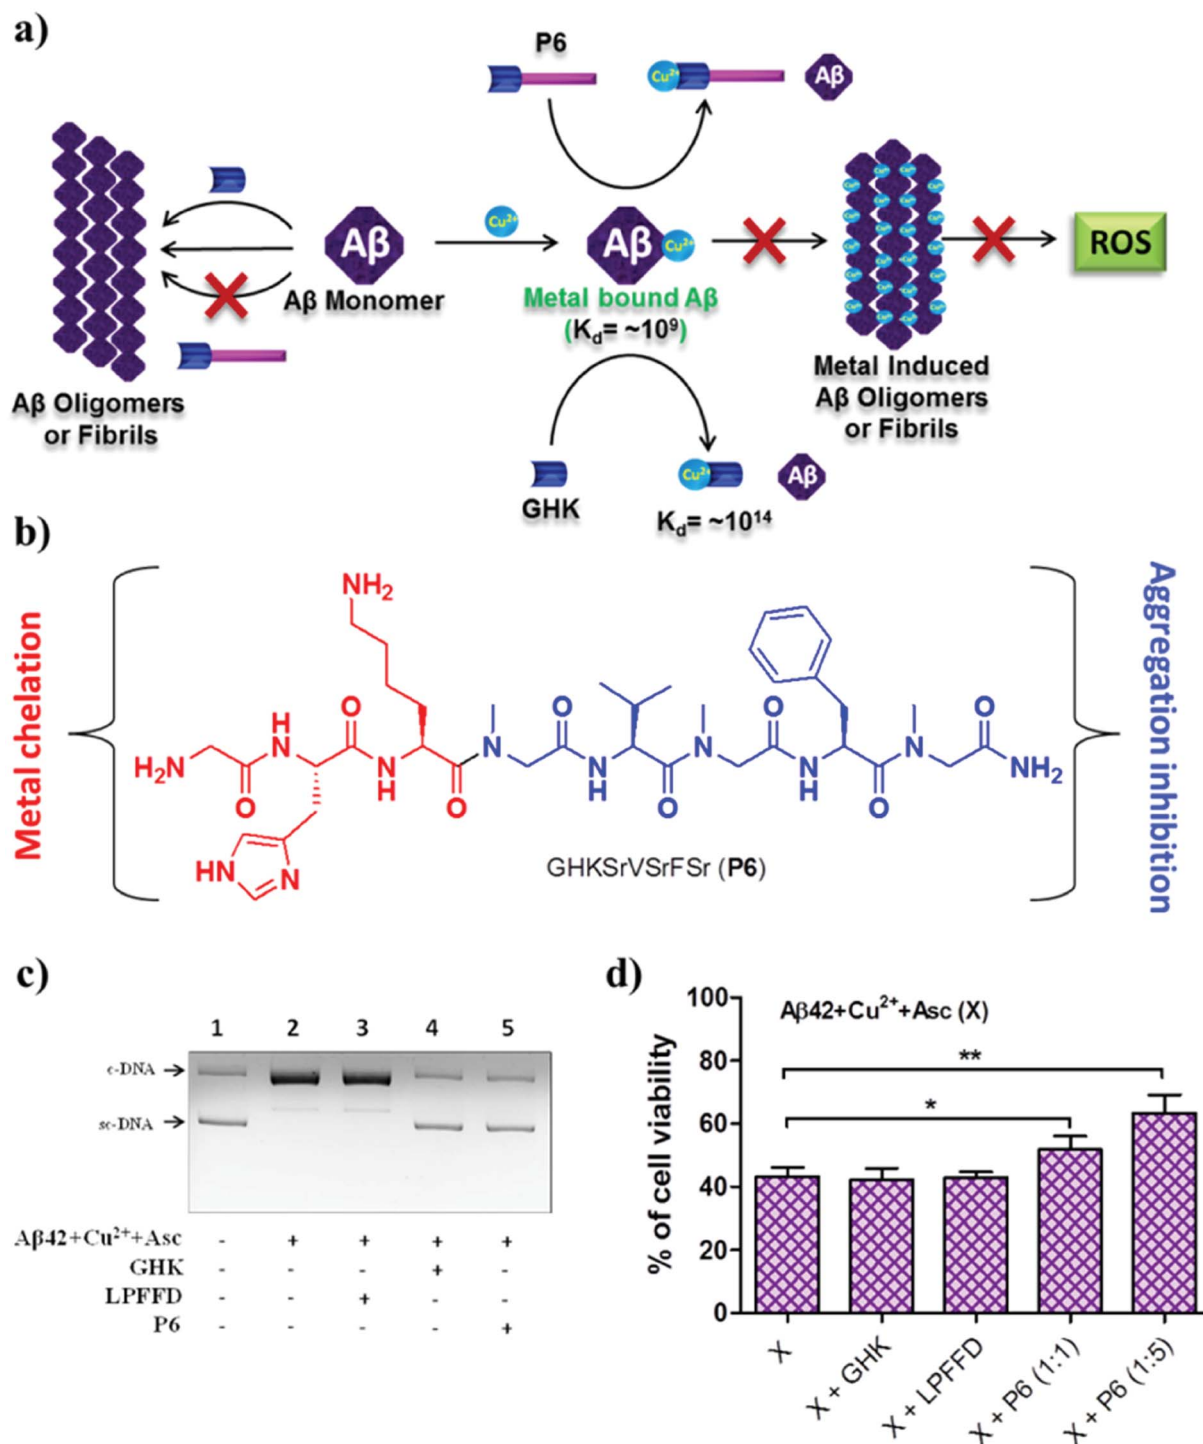 a)
P6
Cu2+
Aβ
Cu2+
Aβ
Aβ
Cu2+
ROS
Aβ Monomer
Metal bound Aβ
(Kd= ~10⁹)
Metal Induced
Aβ Oligomers
or Fibrils
Aβ Oligomers
or Fibrils
Cu2+
Aβ
GHK
Kd= ~10¹⁴
b)
Metal chelation
Aggregation inhibition
NH₂
H
N
O
N
O
O
H₂N
O
N
H
O
N
H
O
N
N
H
O
N
NH₂
HN
N
GHKSrVSrFSr (P6)
c)
1 2 3 4 5
c-DNA
sc-DNA
Aβ42+Cu²⁺+Asc - + + + +
GHK - - - + -
LPFFD - - + - -
P6 - - - - +
d)
% of cell viability
100
80
60
40
20
0
Aβ42+Cu²⁺+Asc (X)
**
*
X
X + GHK
X + LPFFD
X + P6 (1:1)
X + P6 (1:5)